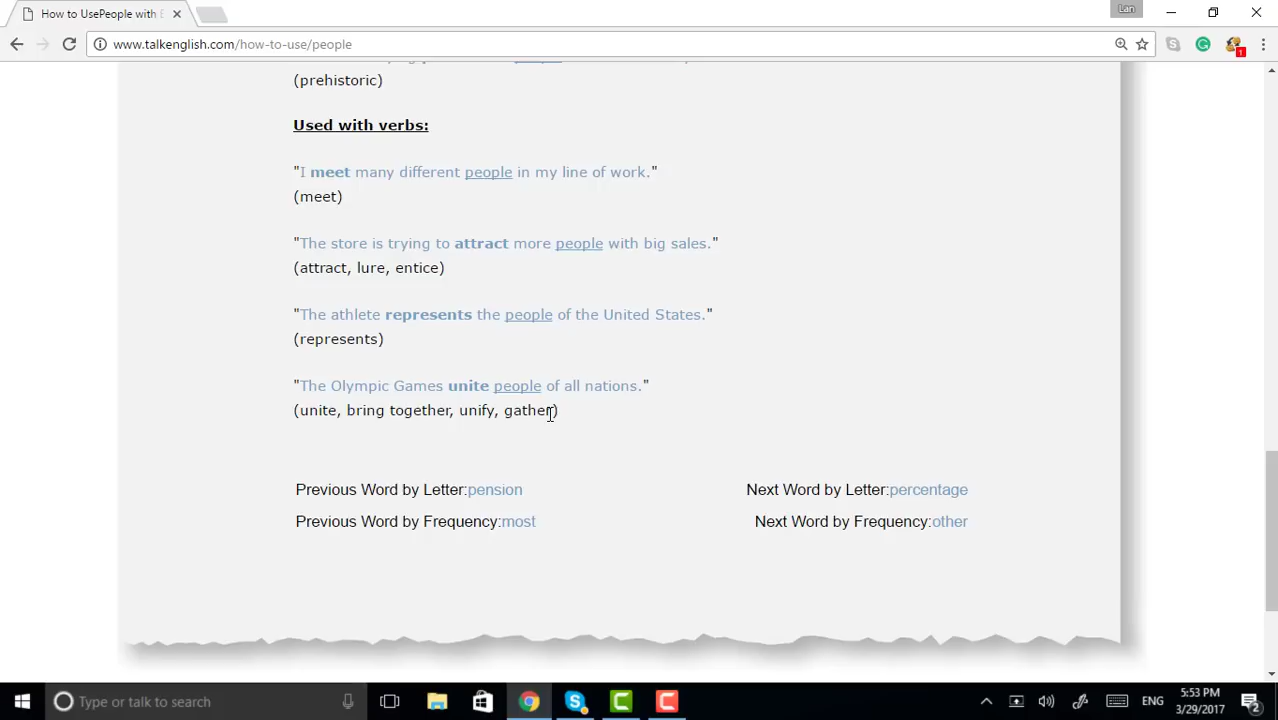 How to UsePeople with
Lan
www.talkenglish.com/how-to-use/people
1
(prehistoric)
Used with verbs:
"I meet many different people in my line of work."
(meet)
"The store is trying to attract more people with big sales."
(attract, lure, entice)
"The athlete represents the people of the United States."
(represents)
"The Olympic Games unite people of all nations."
(unite, bring together, unify, gather)
Previous Word by Letter:pension
Next Word by Letter:percentage
Previous Word by Frequency:most
Next Word by Frequency:other
Type or talk to search
ENG
5:53 PM
3/29/2017
2